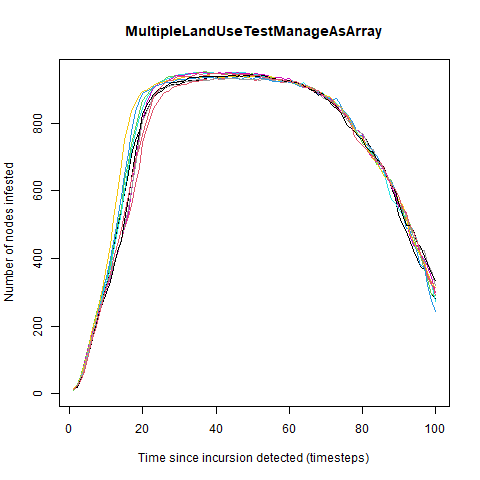 MultipleLandUseTestManageAsArray
Number of nodes infested
800
600
400
200
0
0 20 40 60 80 100
Time since incursion detected (timesteps)